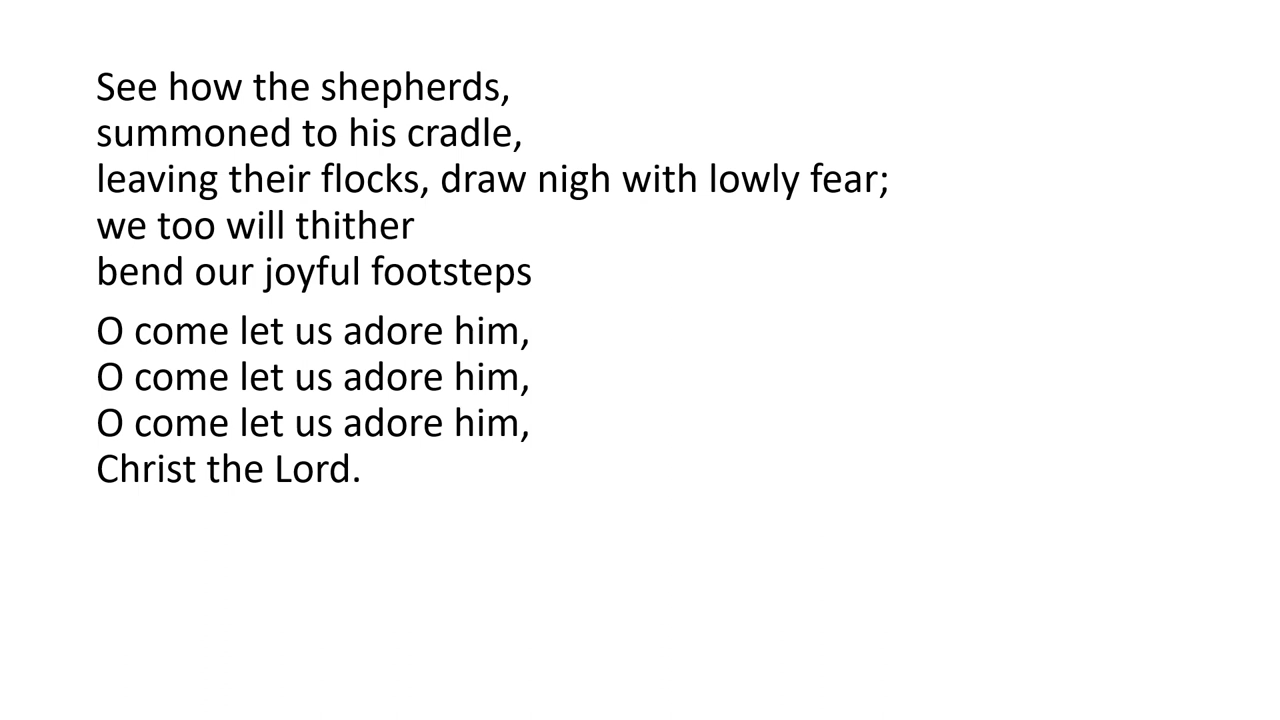 See how the shepherds,
summoned to his cradle,
leaving their flocks, draw nigh with lowly fear;
we too will thither
bend our joyful footsteps
O come let us adore him,
O come let us adore him,
O come let us adore him,
Christ the Lord.